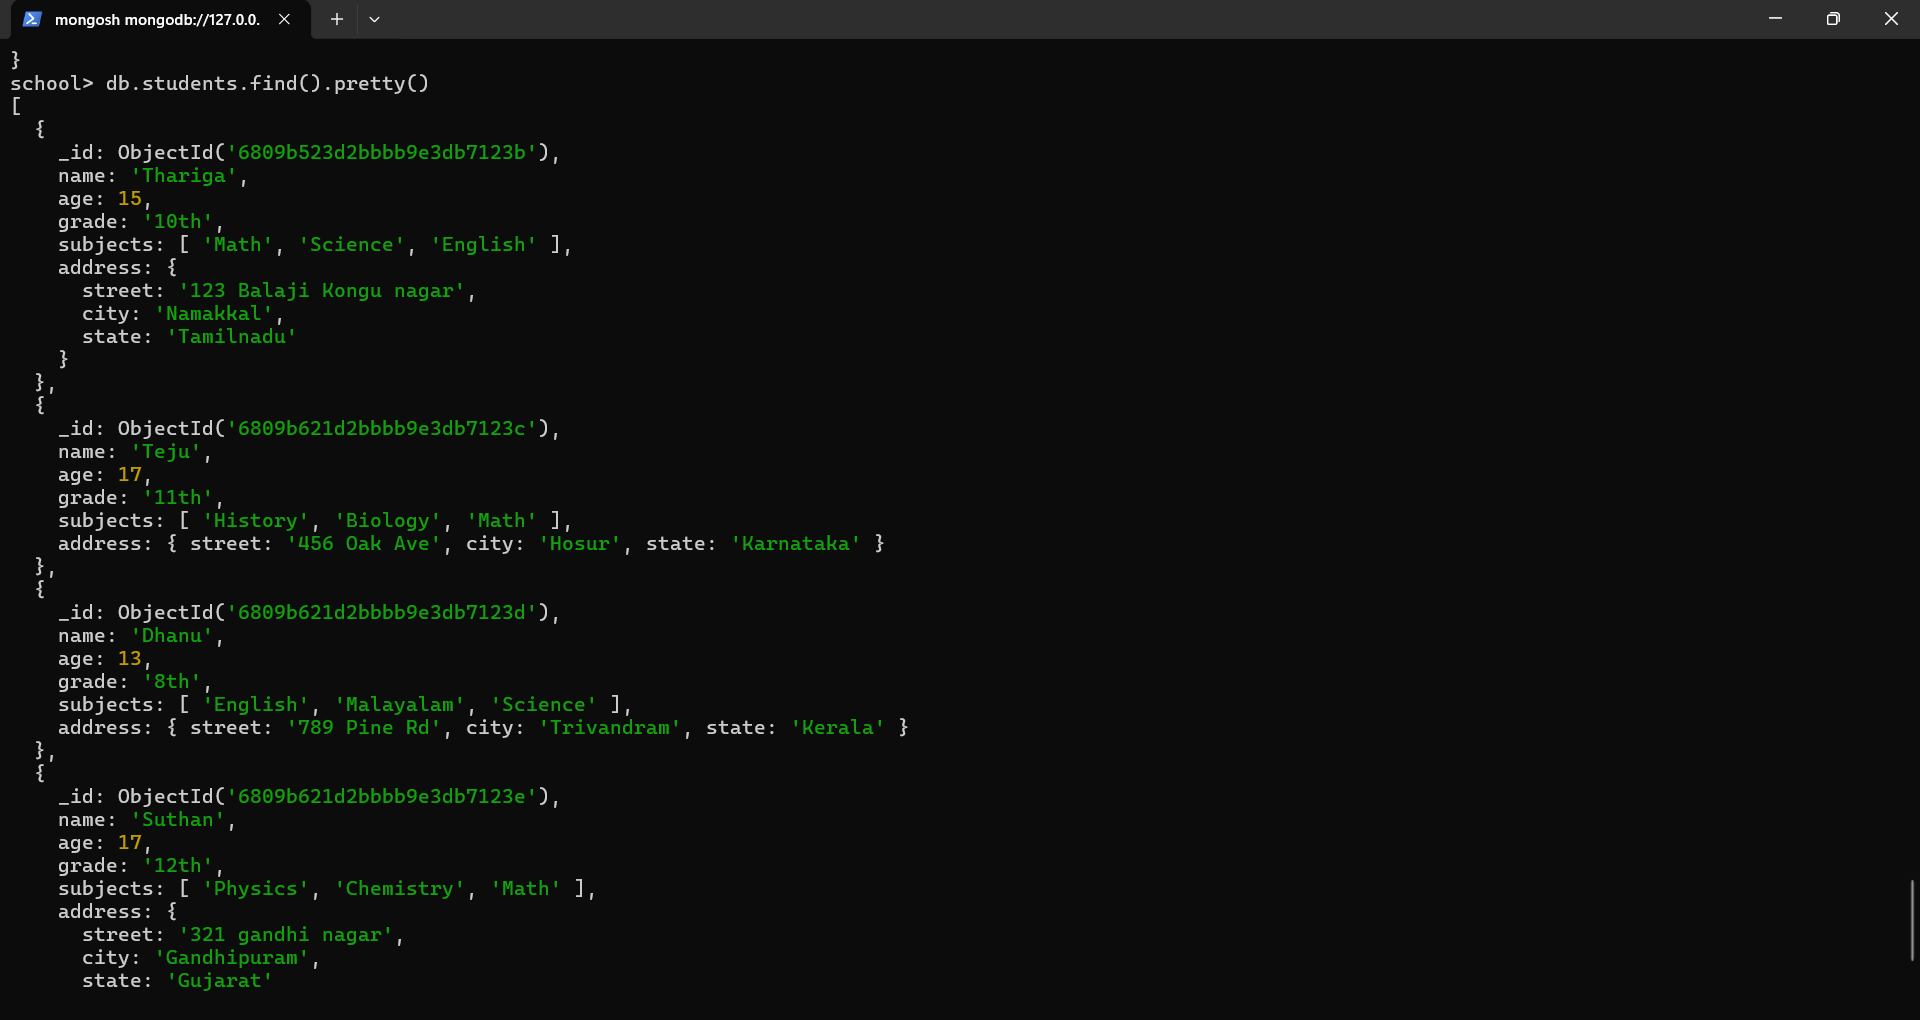 mongosh mongodb://127.0.0.
}
school> db.students.find().pretty()
[
  {
    _id: ObjectId('6809b523d2bbbb9e3db7123b'),
    name: 'Thariga',
    age: 15,
    grade: '10th',
    subjects: [ 'Math', 'Science', 'English' ],
    address: {
      street: '123 Balaji Kongu nagar',
      city: 'Namakkal',
      state: 'Tamilnadu'
    }
  },
  {
    _id: ObjectId('6809b621d2bbbb9e3db7123c'),
    name: 'Teju',
    age: 17,
    grade: '11th',
    subjects: [ 'History', 'Biology', 'Math' ],
    address: { street: '456 Oak Ave', city: 'Hosur', state: 'Karnataka' }
  },
  {
    _id: ObjectId('6809b621d2bbbb9e3db7123d'),
    name: 'Dhanu',
    age: 13,
    grade: '8th',
    subjects: [ 'English', 'Malayalam', 'Science' ],
    address: { street: '789 Pine Rd', city: 'Trivandram', state: 'Kerala' }
  },
  {
    _id: ObjectId('6809b621d2bbbb9e3db7123e'),
    name: 'Suthan',
    age: 17,
    grade: '12th',
    subjects: [ 'Physics', 'Chemistry', 'Math' ],
    address: {
      street: '321 gandhi nagar',
      city: 'Gandhipuram',
      state: 'Gujarat'